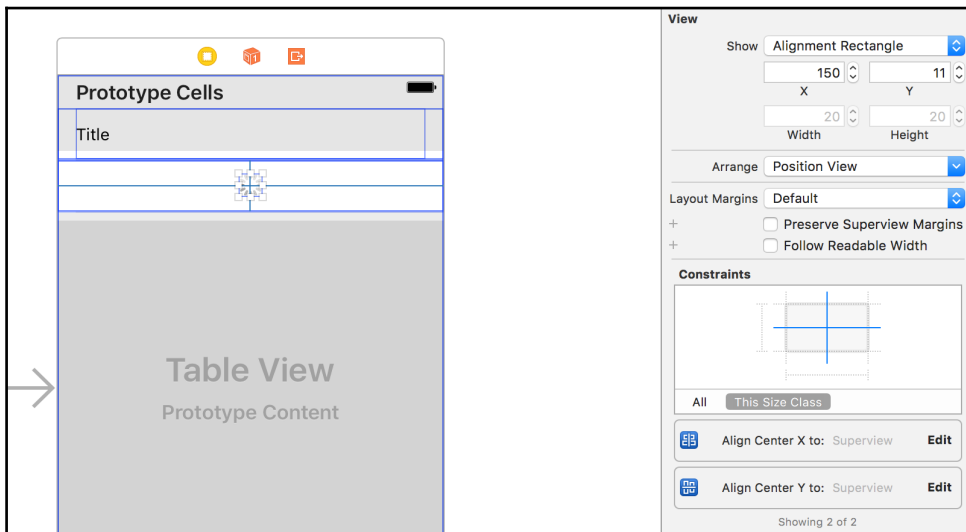 Prototype Cells
Title
Table View
Prototype Content
View
Show Alignment Rectangle
150 11
X Y
20 20
Width Height
Arrange Position View
Layout Margins Default
+ Preserve Superview Margins
+ Follow Readable Width
Constraints
All This Size Class
Align Center X to: Superview Edit
Align Center Y to: Superview Edit
Showing 2 of 2